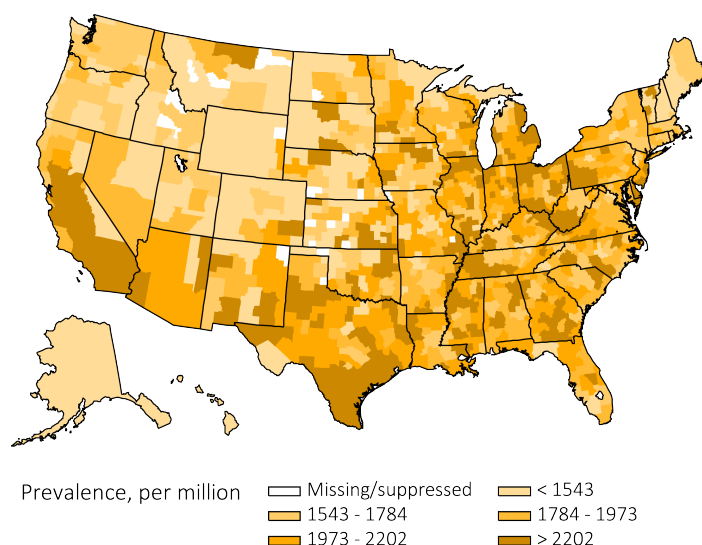 Prevalence, per million
Missing/suppressed
< 1543
1543 - 1784
1784 - 1973
1973 - 2202
> 2202